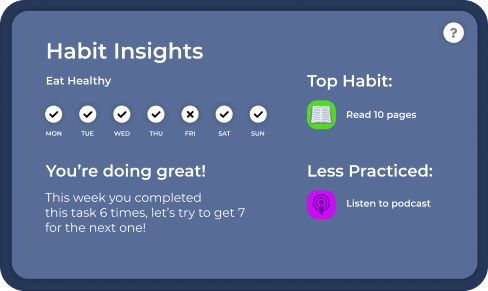 Habit Insights
?
Eat Healthy
MON TUE WED THU FRI SAT SUN
You’re doing great!
This week you completed
this task 6 times, let’s try to get 7
for the next one!
Top Habit:
Read 10 pages
Less Practiced:
Listen to podcast